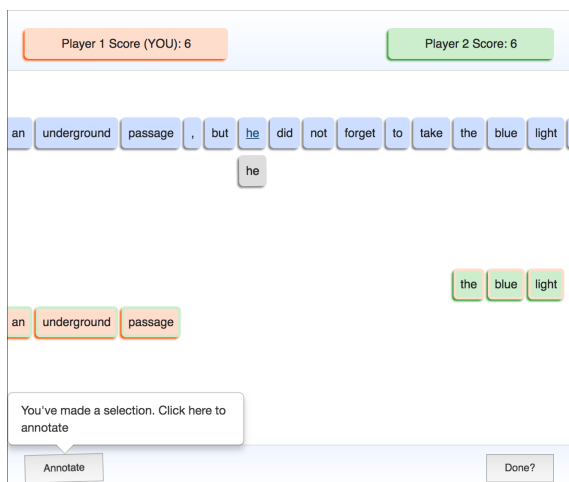 Player 1 Score (YOU): 6 Player 2 Score: 6
an underground passage , but he did not forget to take the blue light
he
the blue light
an underground passage
You've made a selection. Click here to
annotate
Annotate Done?